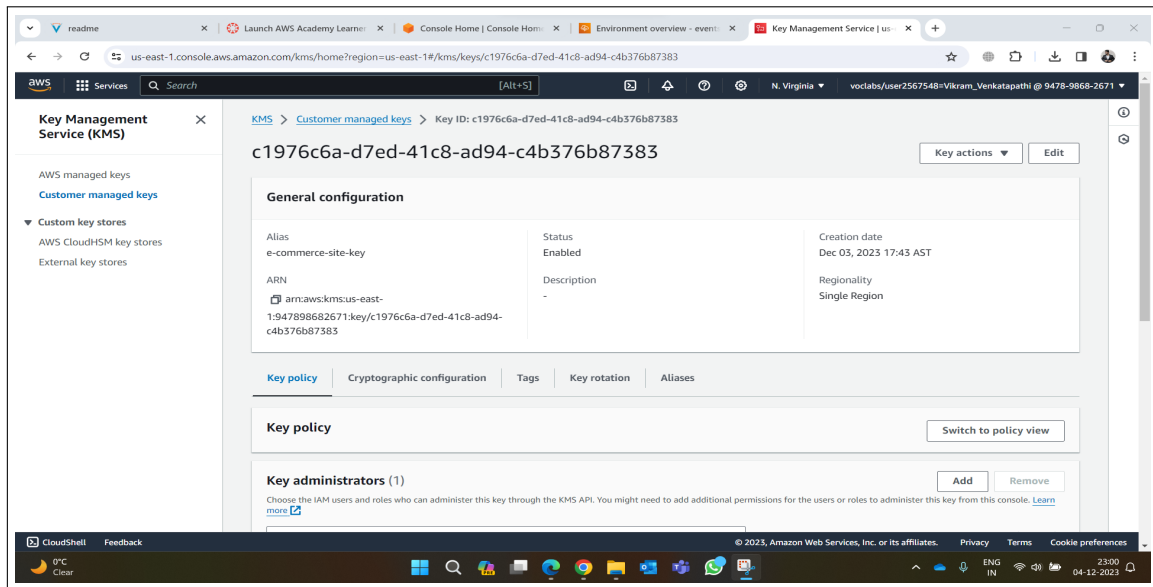 readme
Launch AWS Academy Learner
Console Home | Console Home
Environment overview - events
Key Management Service | us-
us-east-1.console.aws.amazon.com/kms/home?region=us-east-1#/kms/keys/c1976c6a-d7ed-41c8-ad94-c4b376b87383
aws Services Search [Alt+S] N. Virginia voclabs/user2567548=Vikram_Venkatapathi @ 9478-9868-2671
Key Management
Service (KMS)
AWS managed keys
Customer managed keys
Custom key stores
AWS CloudHSM key stores
External key stores
KMS > Customer managed keys > Key ID: c1976c6a-d7ed-41c8-ad94-c4b376b87383
c1976c6a-d7ed-41c8-ad94-c4b376b87383
Key actions Edit
General configuration
Alias
e-commerce-site-key
ARN
arn:aws:kms:us-east-
1:947898682671:key/c1976c6a-d7ed-41c8-ad94-
c4b376b87383
Status
Enabled
Description
-
Creation date
Dec 03, 2023 17:43 AST
Regionality
Single Region
Key policy Cryptographic configuration Tags Key rotation Aliases
Key policy
Switch to policy view
Key administrators (1)
Add Remove
Choose the IAM users and roles who can administer this key through the KMS API. You might need to add additional permissions for the users or roles to administer this key from this console. Learn
more
CloudShell Feedback © 2023, Amazon Web Services, Inc. or its affiliates. Privacy Terms Cookie preferences
0°C
Clear
ENG
IN
23:00
04-12-2023